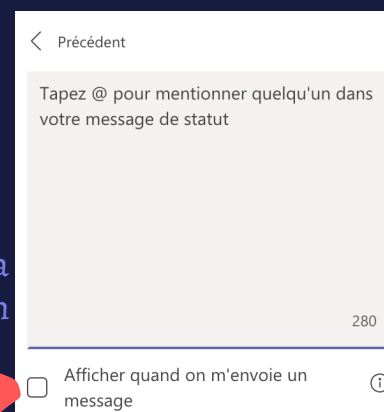 Précédent
Tapez @ pour mentionner quelqu'un dans
votre message de statut
a
n
280
Afficher quand on m'envoie un
message